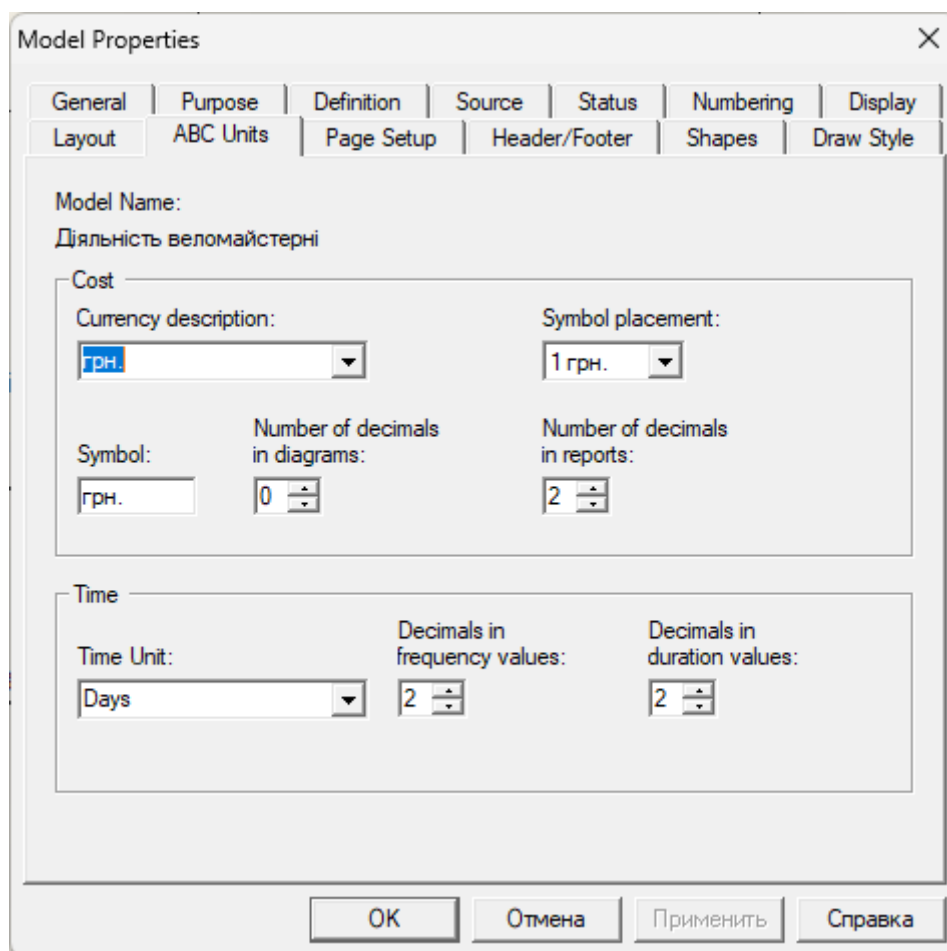 Model Properties
General Purpose Definition Source Status Numbering Display
Layout ABC Units Page Setup Header/Footer Shapes Draw Style
Model Name:
Діяльність веломайстерні
Cost
Currency description: Symbol placement:
грн. 1 грн.
Number of decimals Number of decimals
Symbol: in diagrams: in reports:
грн. 0 2
Time
Decimals in Decimals in
Time Unit: frequency values: duration values:
Days 2 2
OK Отмена Применить Справка